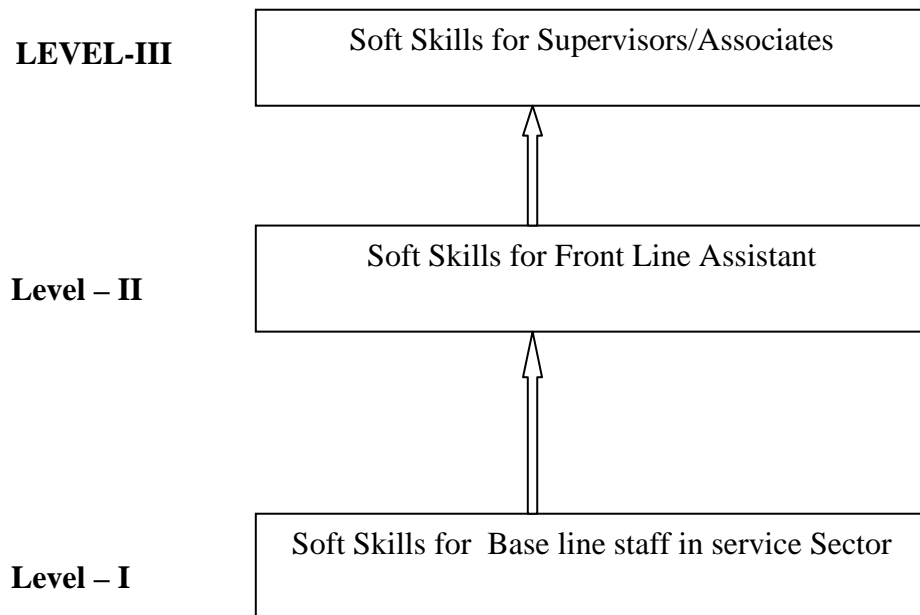 LEVEL-III
Soft Skills for Supervisors/Associates
Level – II
Soft Skills for Front Line Assistant
Level – I
Soft Skills for  Base line staff in service Sector